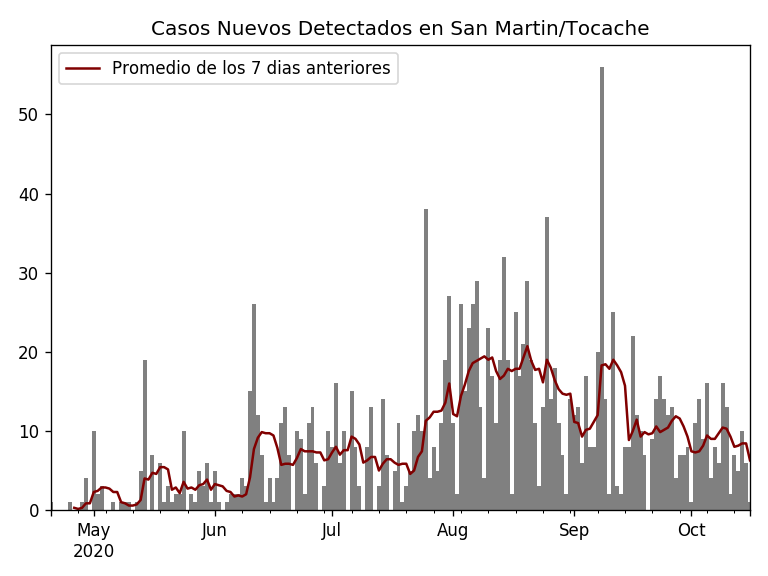 Casos Nuevos Detectados en San Martin/Tocache
Promedio de los 7 dias anteriores
50
40
30
20
10
0
May Jun Jul Aug Sep Oct
2020